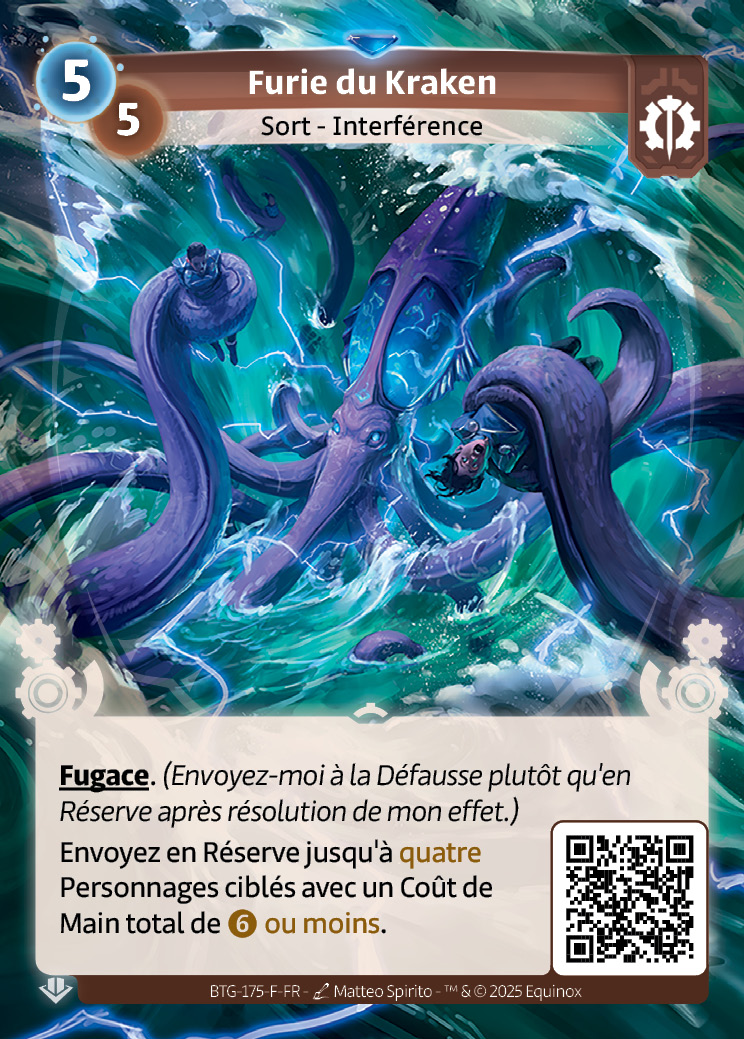 5
5
Furie du Kraken
Sort - Interférence
Fugace. (Envoyez-moi à la Défausse plutôt qu'en
Réserve après résolution de mon effet.)
Envoyez en Réserve jusqu'à quatre
Personnages ciblés avec un Coût de
Main total de 6 ou moins.
BTG-175-F-FR - Matteo Spirito - ™ & © 2025 Equinox